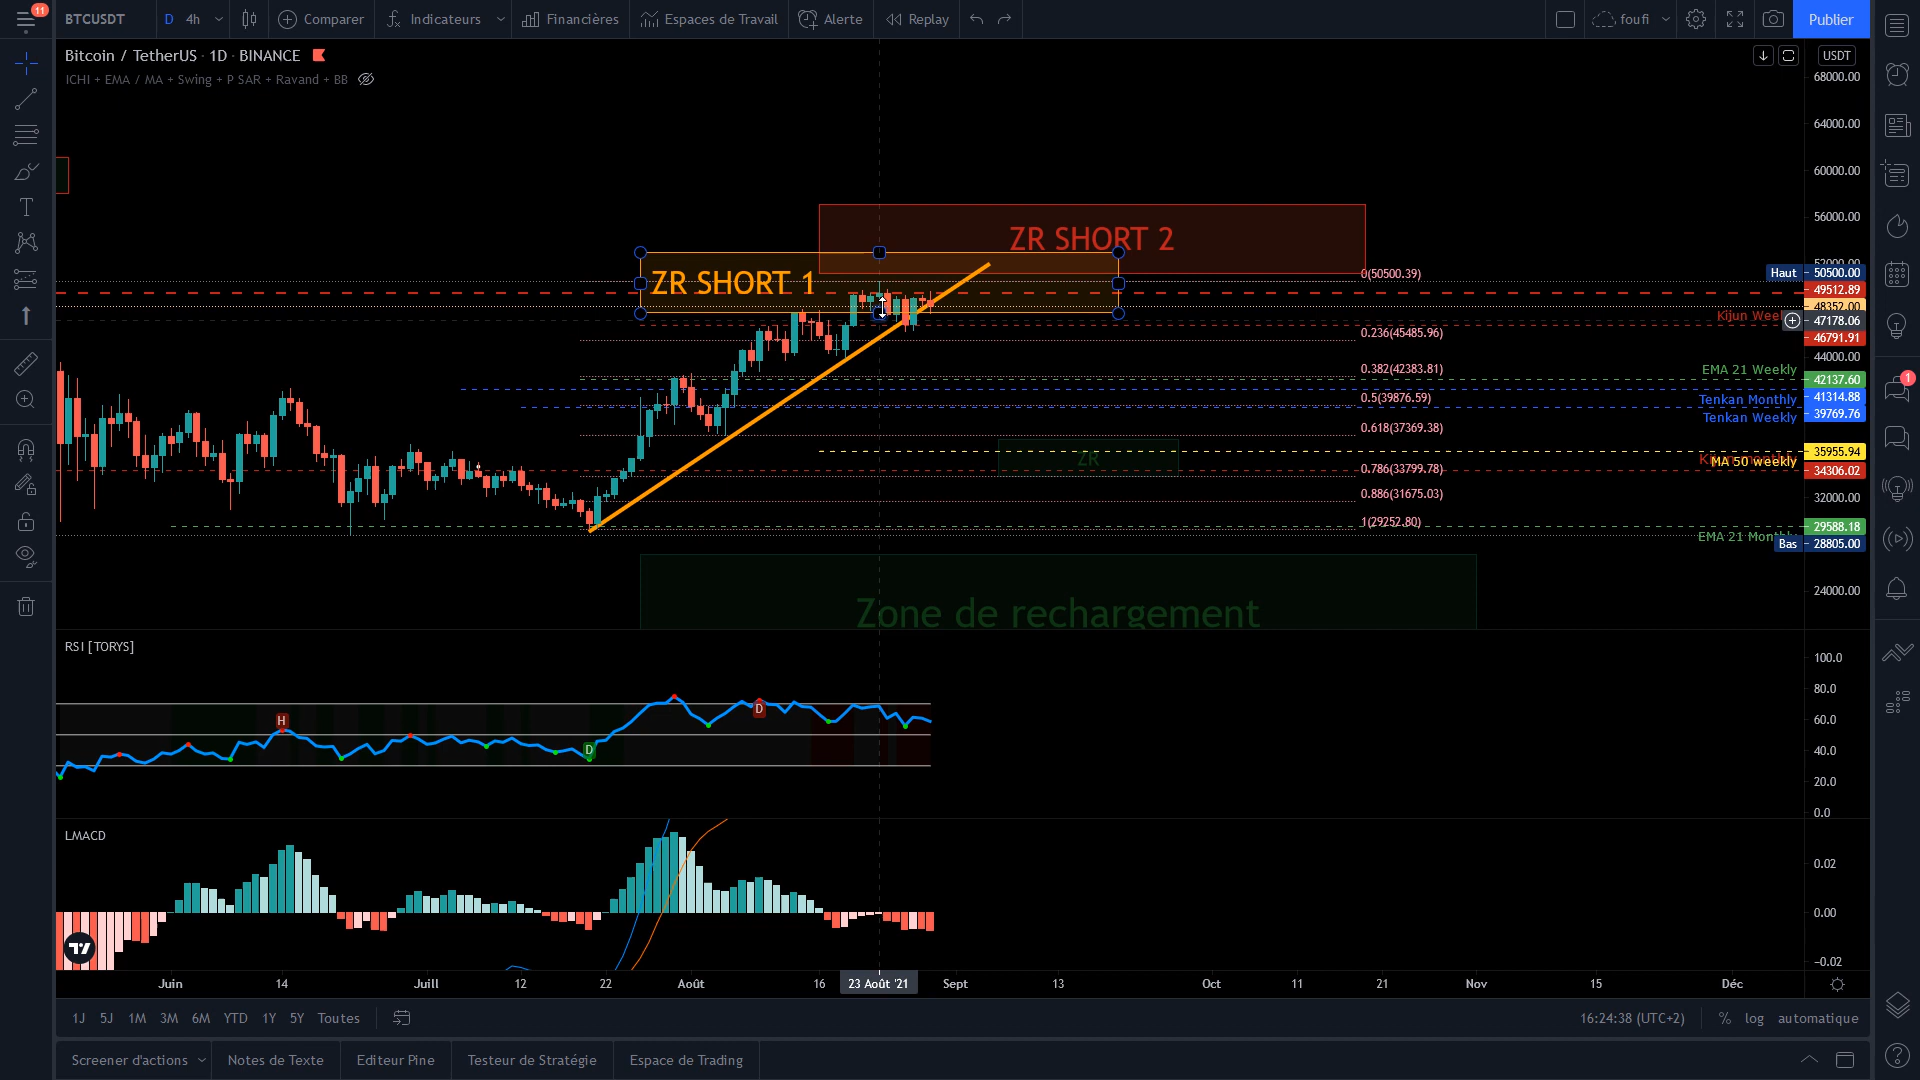 11
BTCUSDT D 4h Comparer Indicateurs Financières Espaces de Travail Alerte Replay foufi Publier
Bitcoin / TetherUS · 1D · BINANCE
USDT
ICHI + EMA / MA + Swing + P SAR + Ravand + BB
68000.00
64000.00
60000.00
56000.00
ZR SHORT 2
52000.00
ZR SHORT 1
0(50500.39)
Haut 50500.00
49512.89
48352.00
Kijun
47178.06
0.236(45485.96)
46791.91
44000.00
0.382(42383.81)
EMA 21 Weekly
42137.60
0.5(39876.59)
Tenkan Monthly
41314.88
Tenkan Weekly
39769.76
0.618(37369.38)
ZR
35955.94
MA 50 weekly
0.786(33799.78)
34306.02
0.886(31675.03)
32000.00
1(29252.80)
29588.18
EMA 21
Bas 28805.00
24000.00
Zone de rechargement
RSI [TORYS]
100.0
80.0
H
D
60.0
D
40.0
20.0
0.0
LMACD
0.02
0.00
−0.02
Juin 14 Juill 12 22 Août 16 23 Août '21 Sept 13 Oct 11 21 Nov 15 Déc
1J 5J 1M 3M 6M YTD 1Y 5Y Toutes
16:24:38 (UTC+2) % log automatique
Screener d'actions Notes de Texte Editeur Pine Testeur de Stratégie Espace de Trading
1